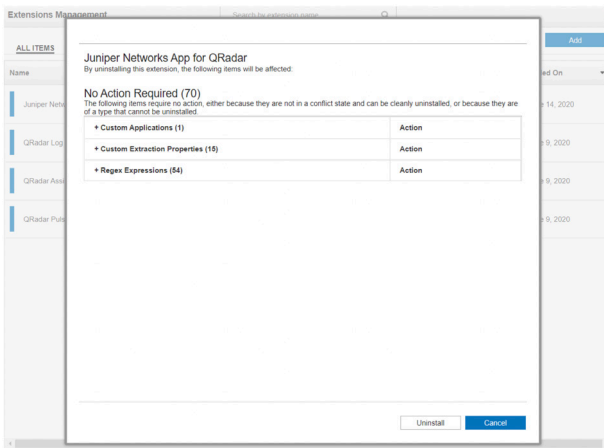 Extensions Management
Search by extension name
ALL ITEMS
Add
Name
ed On
Juniper Netw
e 14, 2020
QRadar Log
e 9, 2020
QRadar Assi
e 9, 2020
QRadar Puls
e 9, 2020
Juniper Networks App for QRadar
By uninstalling this extension, the following items will be affected:
No Action Required (70)
The following items require no action, either because they are not in a conflict state and can be cleanly uninstalled, or because they are
of a type that cannot be uninstalled.
+ Custom Applications (1) Action
+ Custom Extraction Properties (15) Action
+ Regex Expressions (54) Action
Uninstall
Cancel